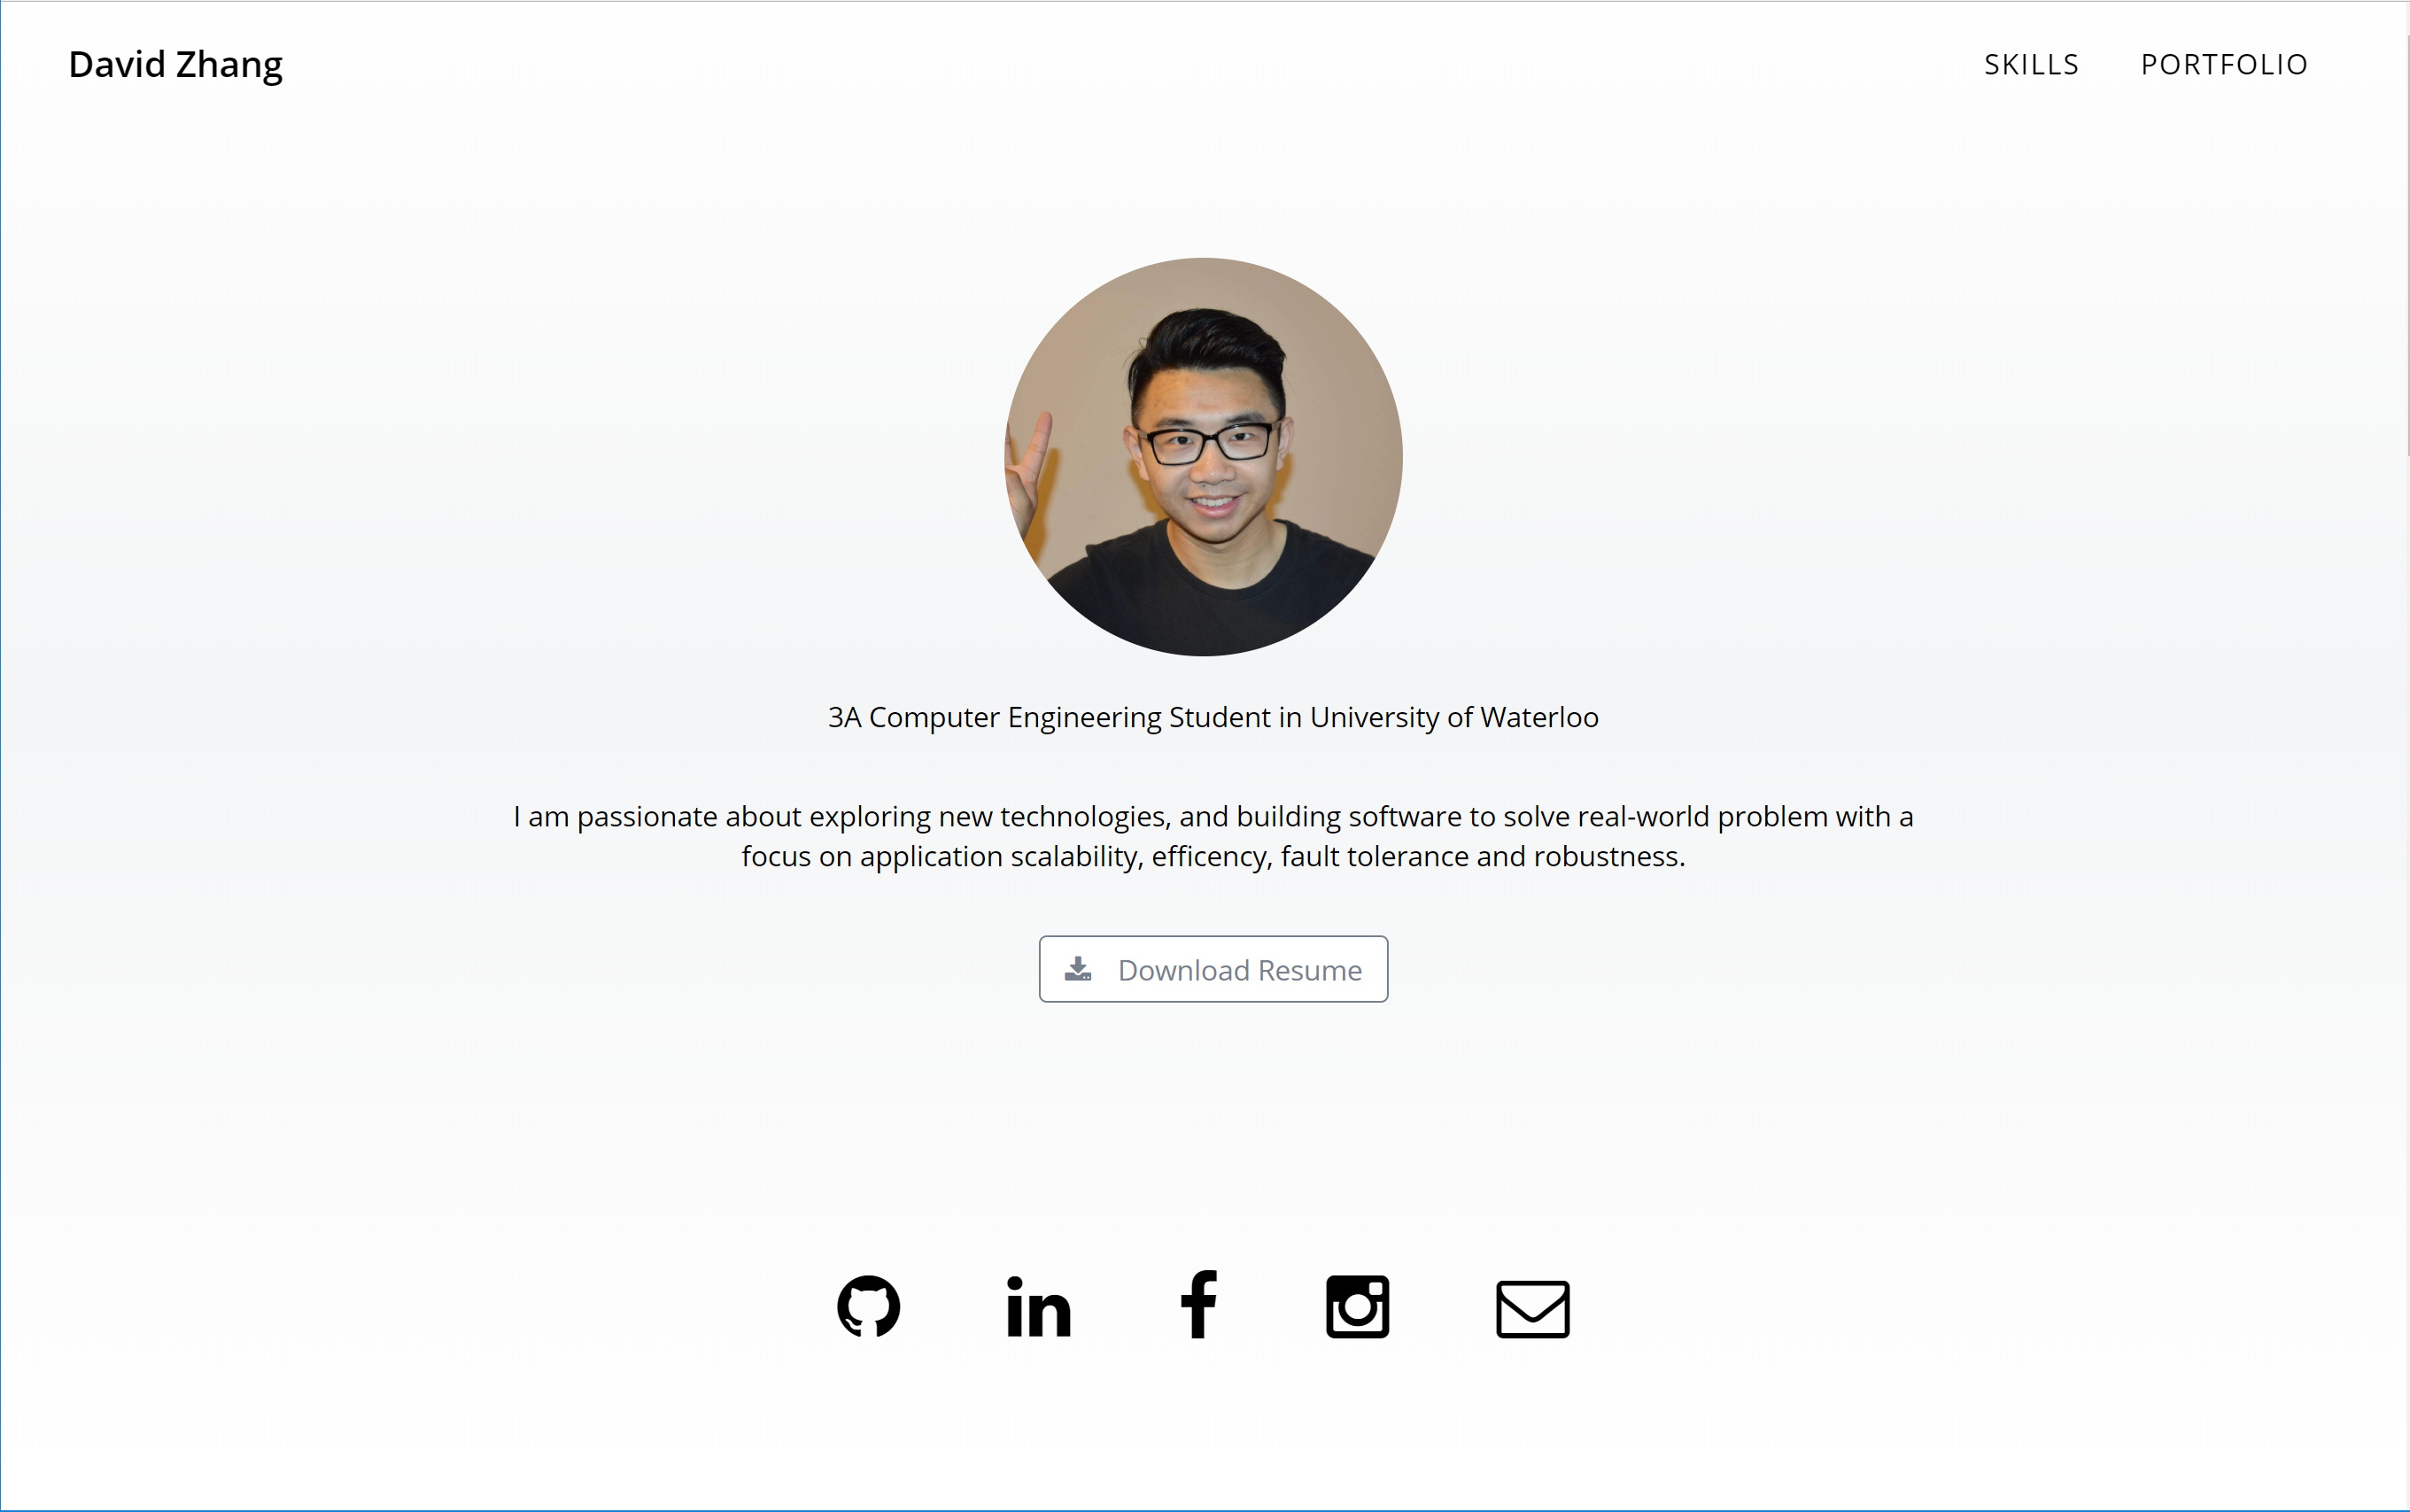 David Zhang
SKILLS
PORTFOLIO
3A Computer Engineering Student in University of Waterloo
I am passionate about exploring new technologies, and building software to solve real-world problem with a
focus on application scalability, efficency, fault tolerance and robustness.
Download Resume